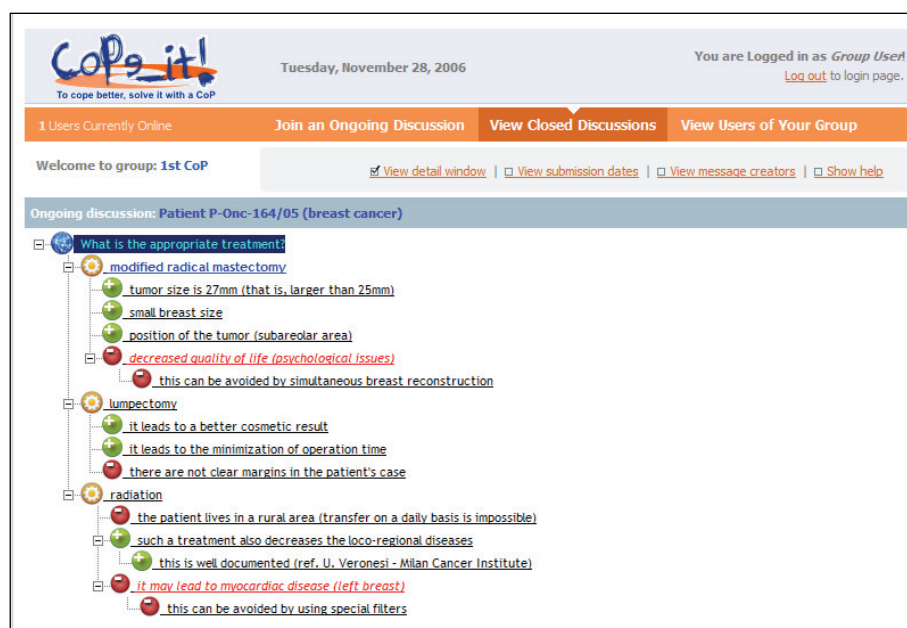 CoPe_it!
To cope better, solve it with a CoP
Tuesday, November 28, 2006
You are Logged in as Group User!
Log out to login page.
1 Users Currently Online
Join an Ongoing Discussion
View Closed Discussions
View Users of Your Group
Welcome to group: 1st CoP
View detail window | View submission dates | View message creators | Show help
Ongoing discussion: Patient P-Onc-164/05 (breast cancer)
What is the appropriate treatment?
modified radical mastectomy
tumor size is 27mm (that is, larger than 25mm)
small breast size
position of the tumor (subareolar area)
decreased quality of life (psychological issues)
this can be avoided by simultaneous breast reconstruction
lumpectomy
it leads to a better cosmetic result
it leads to the minimization of operation time
there are not clear margins in the patient's case
radiation
the patient lives in a rural area (transfer on a daily basis is impossible)
such a treatment also decreases the loco-regional diseases
this is well documented (ref. U. Veronesi - Milan Cancer Institute)
it may lead to myocardiac disease (left breast)
this can be avoided by using special filters